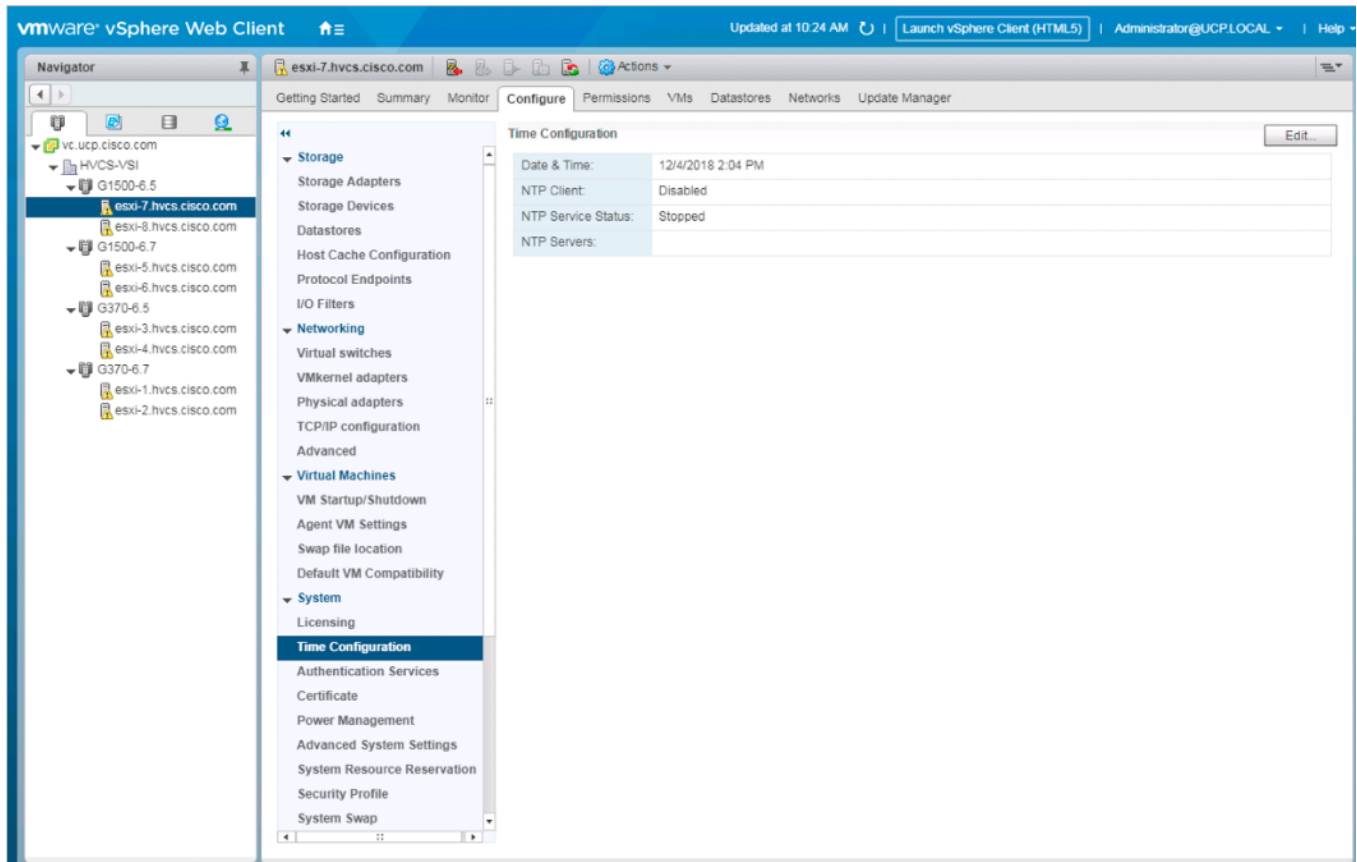 vmware® vSphere Web Client
Updated at 10:24 AM | Launch vSphere Client (HTML5) | Administrator@UCP.LOCAL | Help
Navigator
vc.ucp.cisco.com
HVCS-VSI
G1500-6.5
esxi-7.hvcs.cisco.com
esxi-8.hvcs.cisco.com
G1500-6.7
esxi-5.hvcs.cisco.com
esxi-6.hvcs.cisco.com
G370-6.5
esxi-3.hvcs.cisco.com
esxi-4.hvcs.cisco.com
G370-6.7
esxi-1.hvcs.cisco.com
esxi-2.hvcs.cisco.com
esxi-7.hvcs.cisco.com Actions
Getting Started Summary Monitor Configure Permissions VMs Datastores Networks Update Manager
Storage
Storage Adapters
Storage Devices
Datastores
Host Cache Configuration
Protocol Endpoints
I/O Filters
Networking
Virtual switches
VMkernel adapters
Physical adapters
TCP/IP configuration
Advanced
Virtual Machines
VM Startup/Shutdown
Agent VM Settings
Swap file location
Default VM Compatibility
System
Licensing
Time Configuration
Authentication Services
Certificate
Power Management
Advanced System Settings
System Resource Reservation
Security Profile
System Swap
Time Configuration
Edit...
Date & Time: 12/4/2018 2:04 PM
NTP Client: Disabled
NTP Service Status: Stopped
NTP Servers: